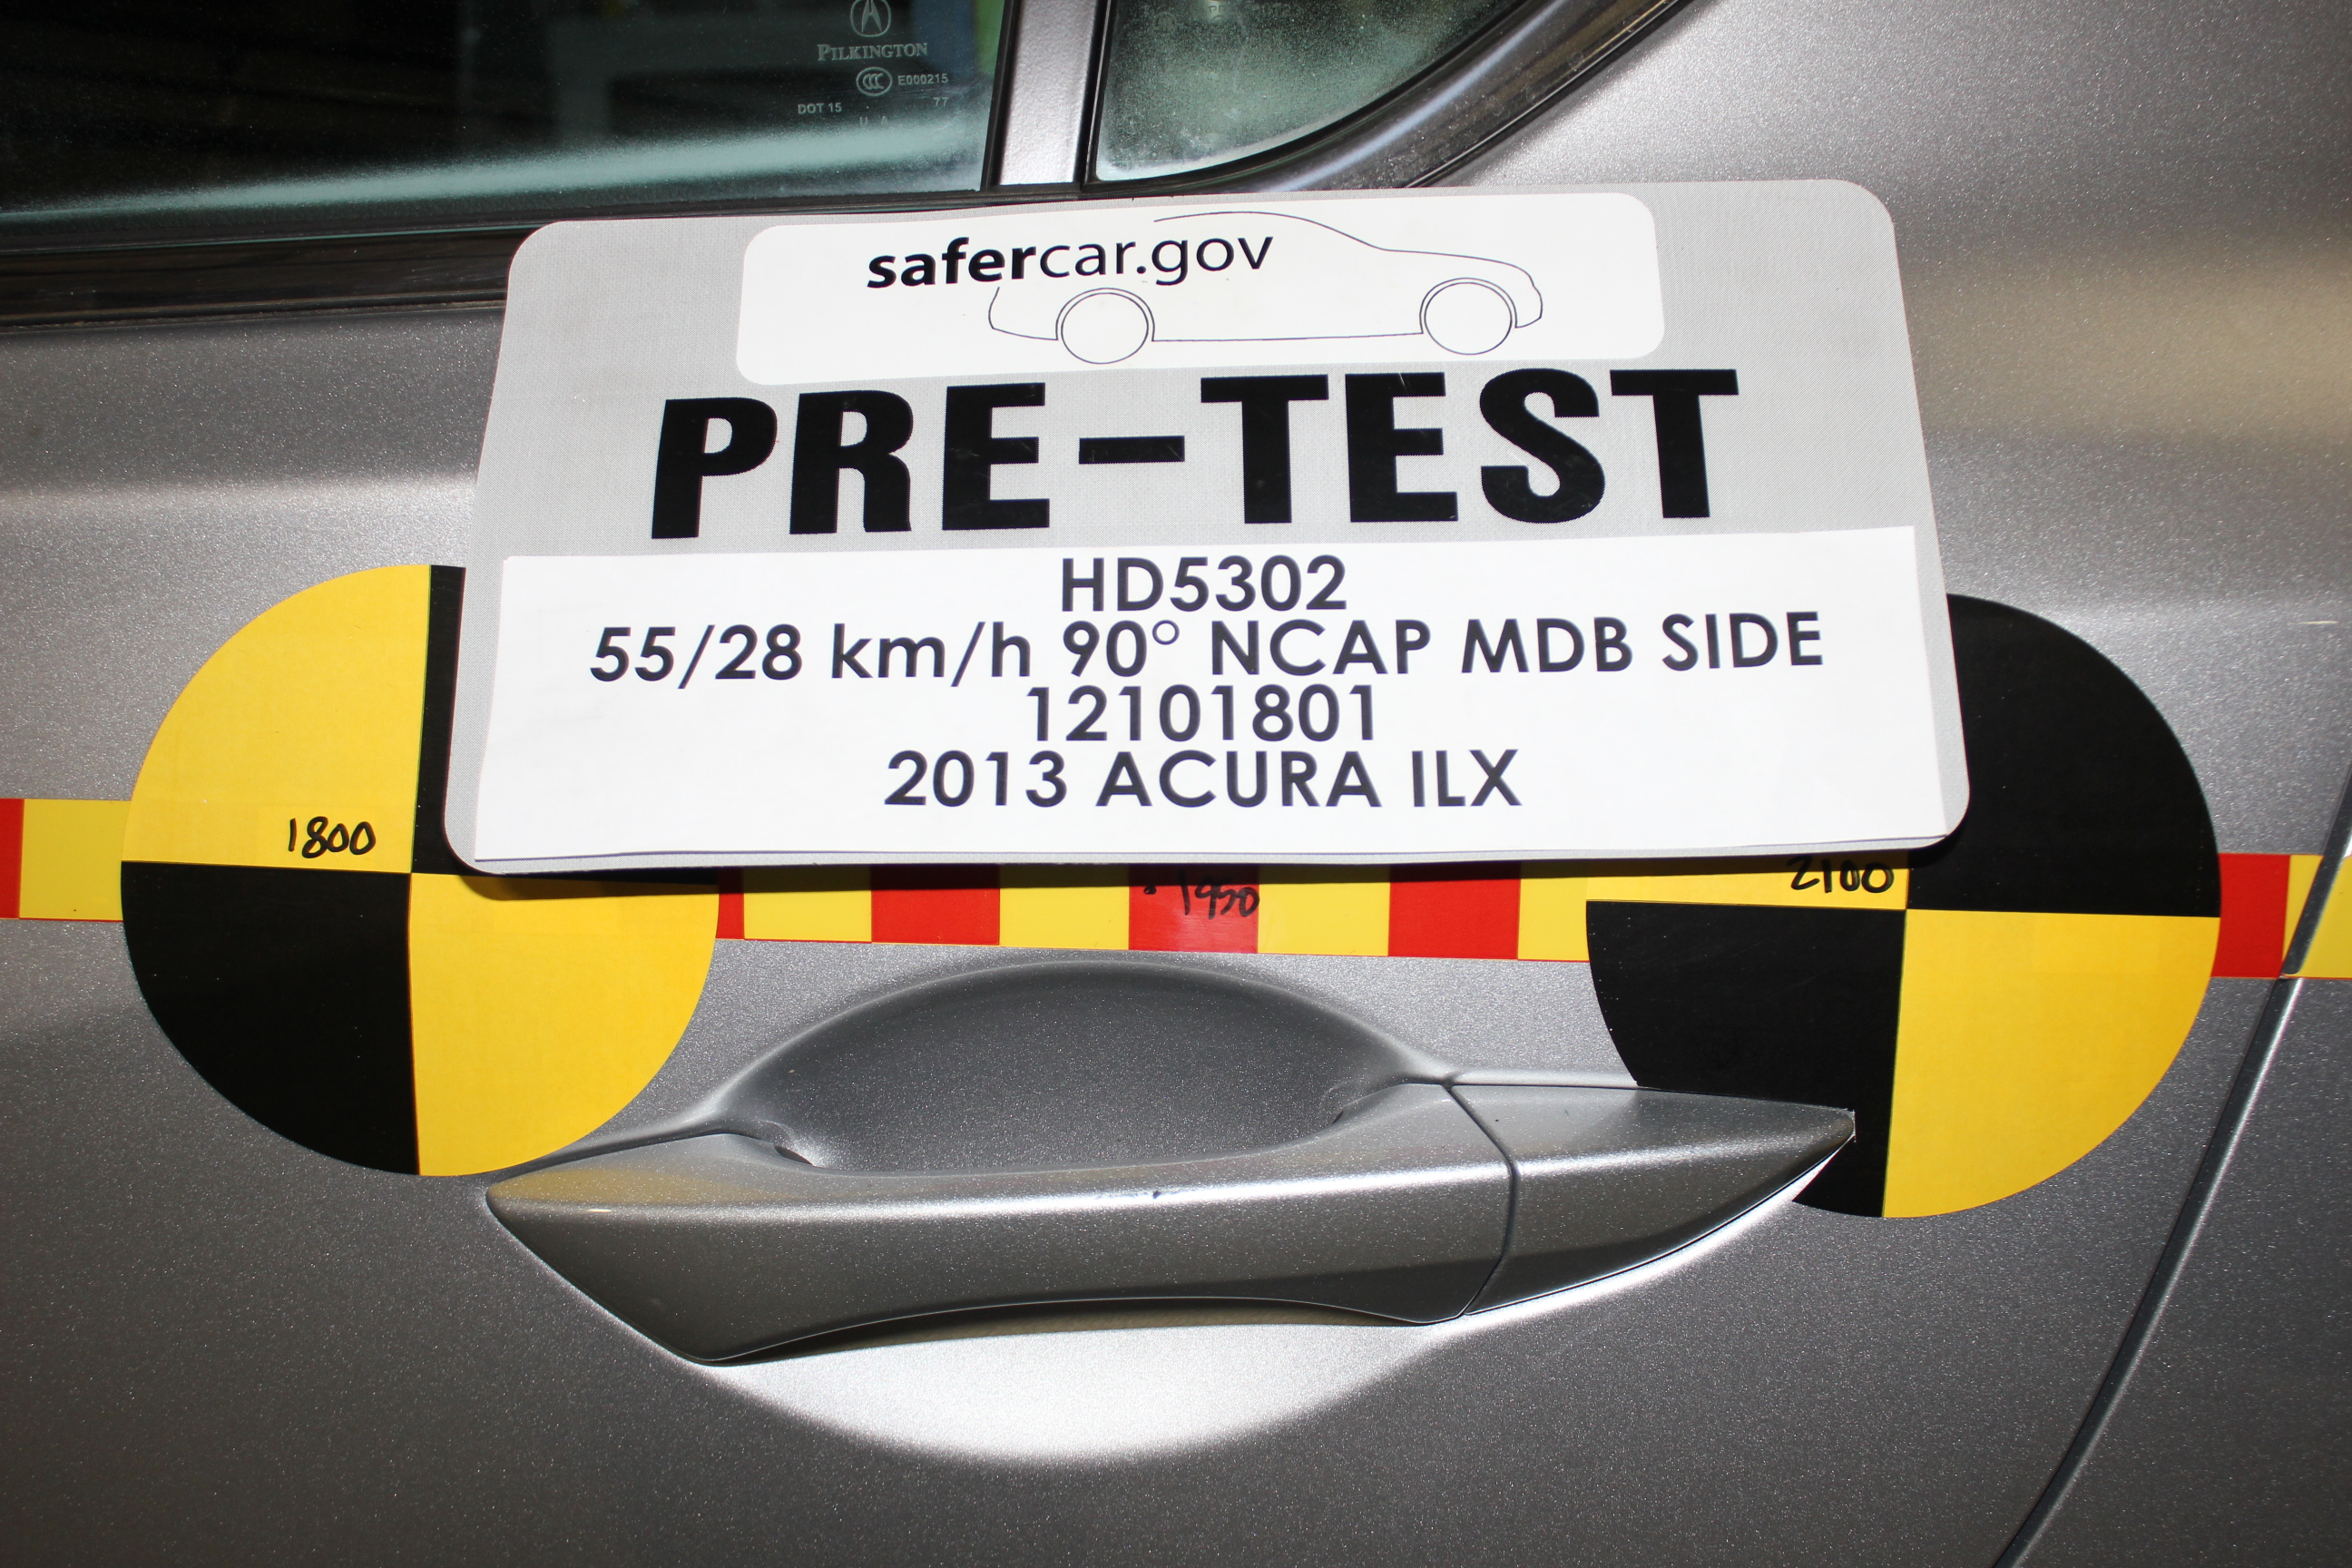 PILKINGTON
CCC E000215
DOT 15 77
safercar.gov
PRE-TEST
HD5302
55/28 km/h 90° NCAP MDB SIDE
12101801
2013 ACURA ILX
1800
2100
1950